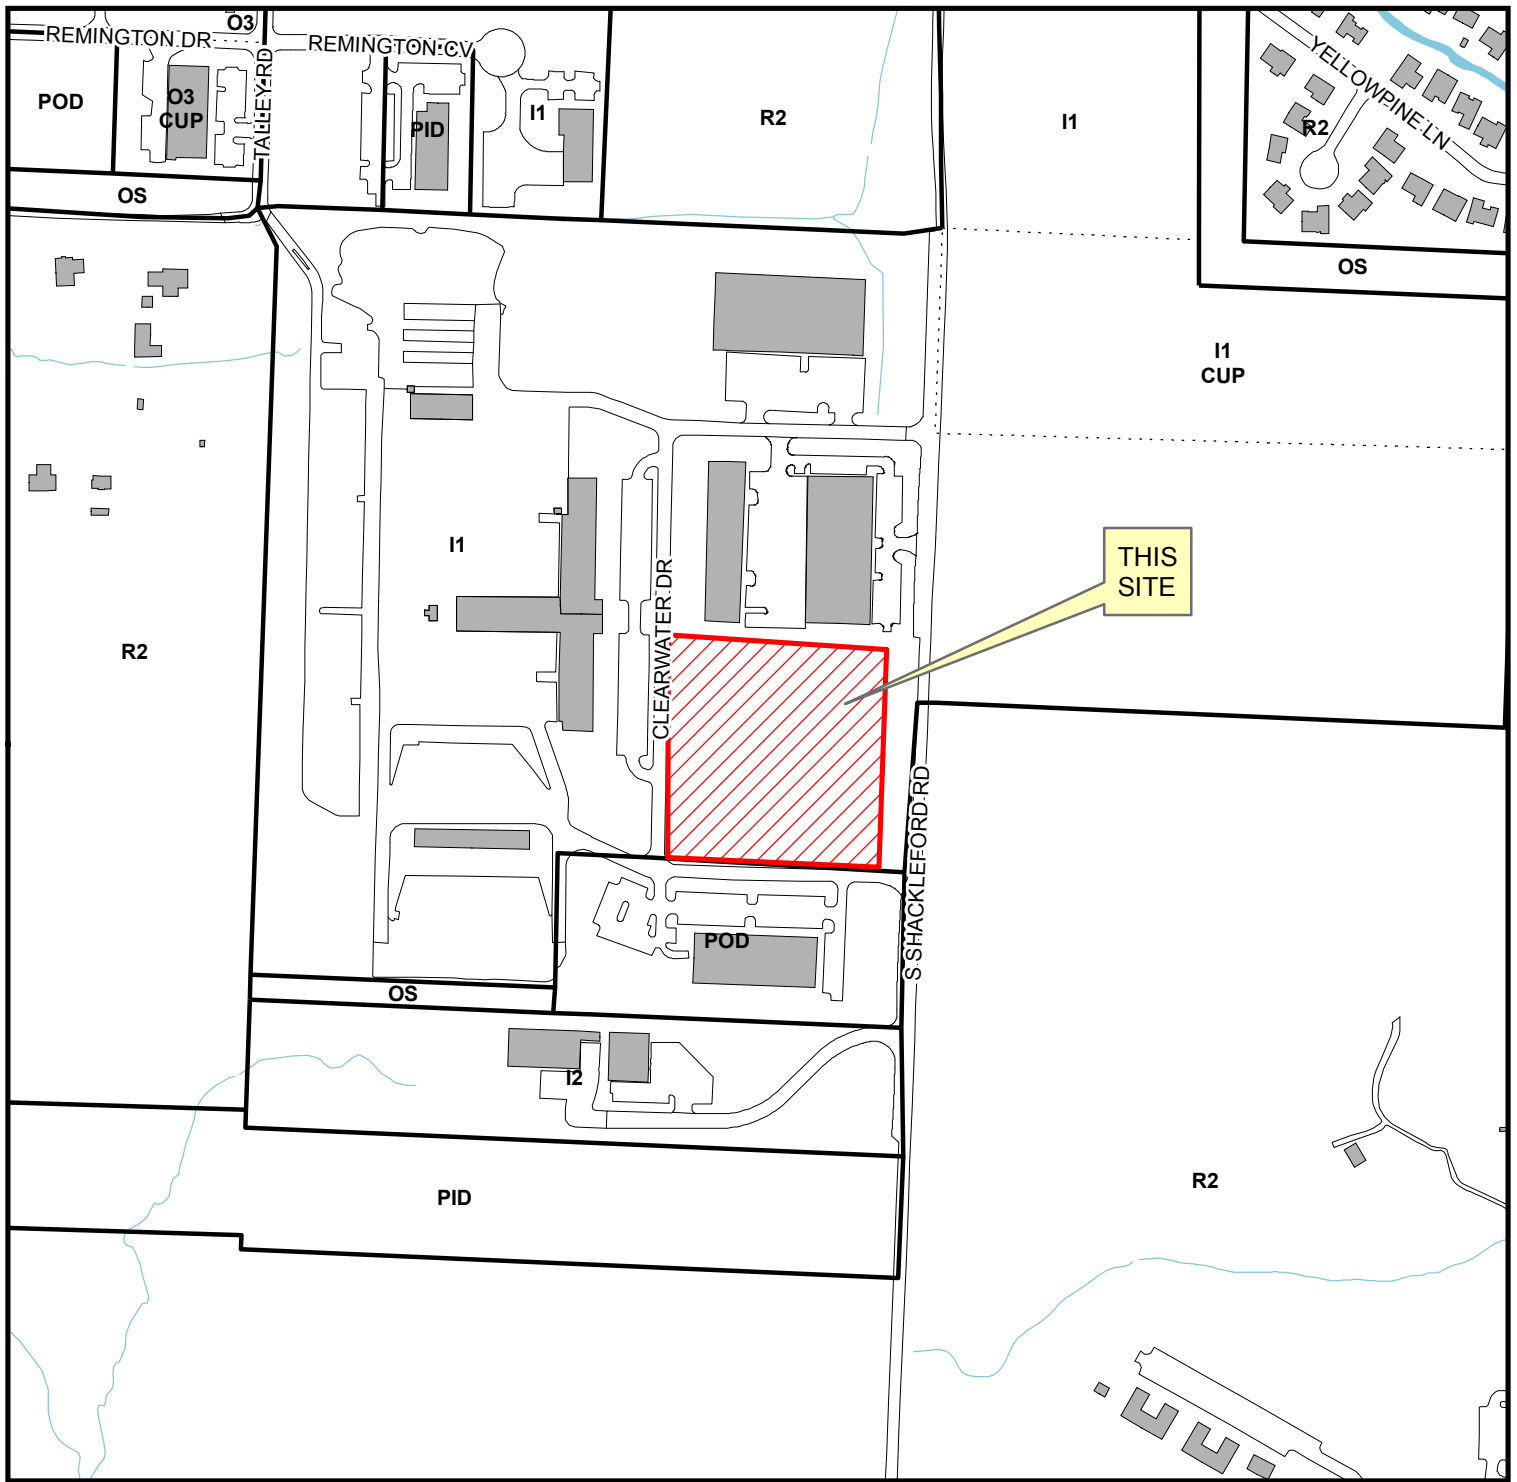 O3
REMINGTON DR
REMINGTON CV
TALLEY RD
YELLOWPINE LN
POD
O3
CUP
PID
I1
R2
I1
R2
OS
OS
I1
CUP
I1
THIS
SITE
CLEARWATER DR
R2
S SHACKLEFORD RD
POD
OS
I2
R2
PID